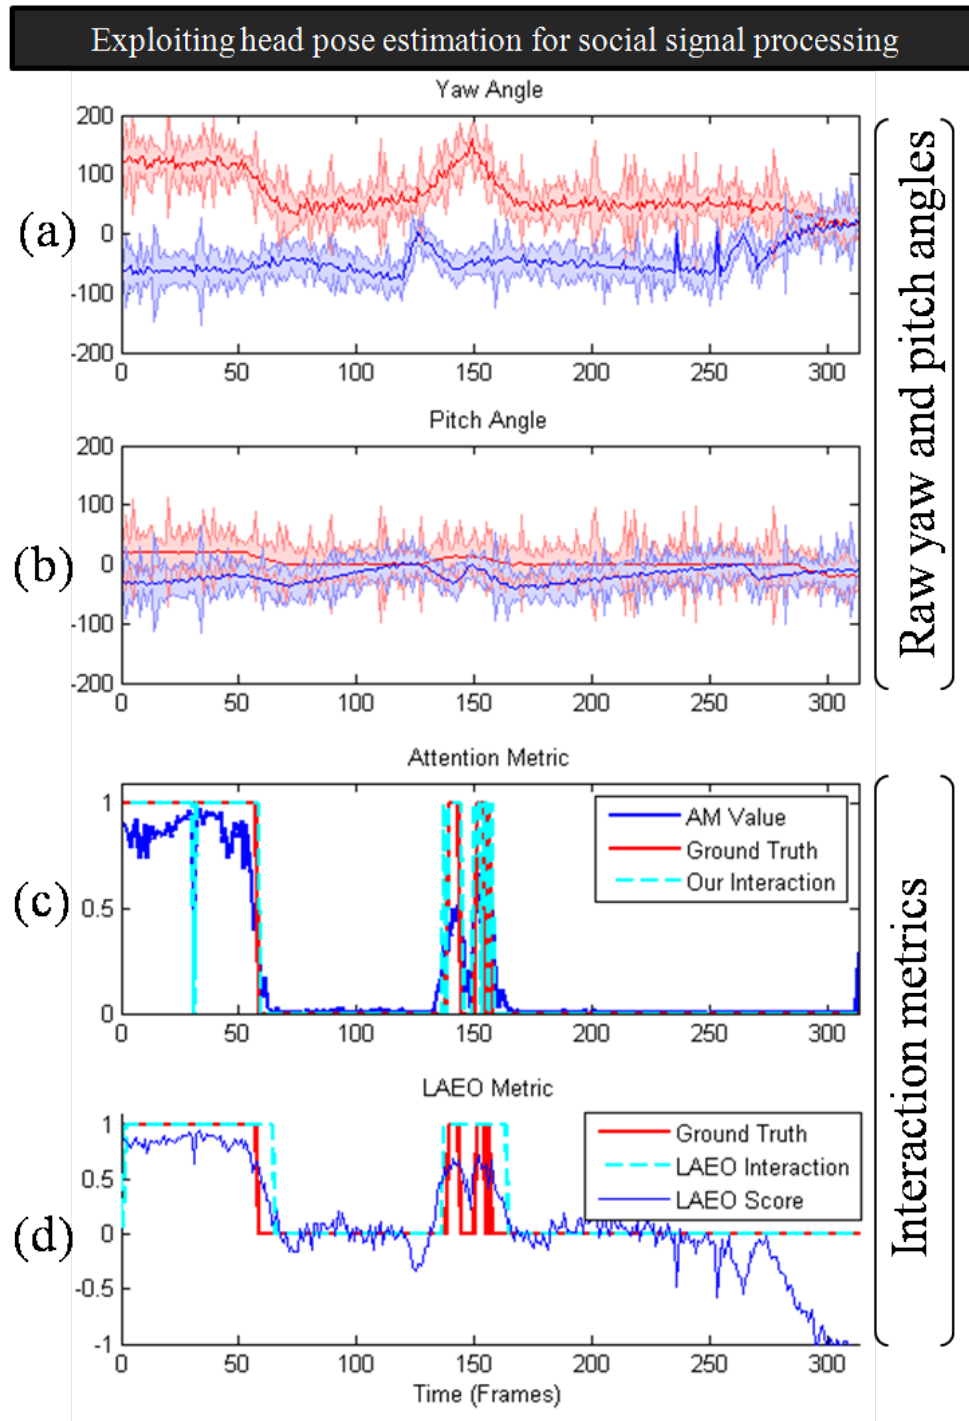 Exploiting head pose estimation for social signal processing
Yaw Angle
200
100
0
-100
-200
0 50 100 150 200 250 300
(a)
Pitch Angle
200
100
0
-100
-200
0 50 100 150 200 250 300
(b)
Raw yaw and pitch angles
Attention Metric
1
0.5
0
0 50 100 150 200 250 300
AM Value
Ground Truth
Our Interaction
(c)
LAEO Metric
1
0.5
0
-0.5
-1
0 50 100 150 200 250 300
Ground Truth
LAEO Interaction
LAEO Score
(d)
Time (Frames)
Interaction metrics